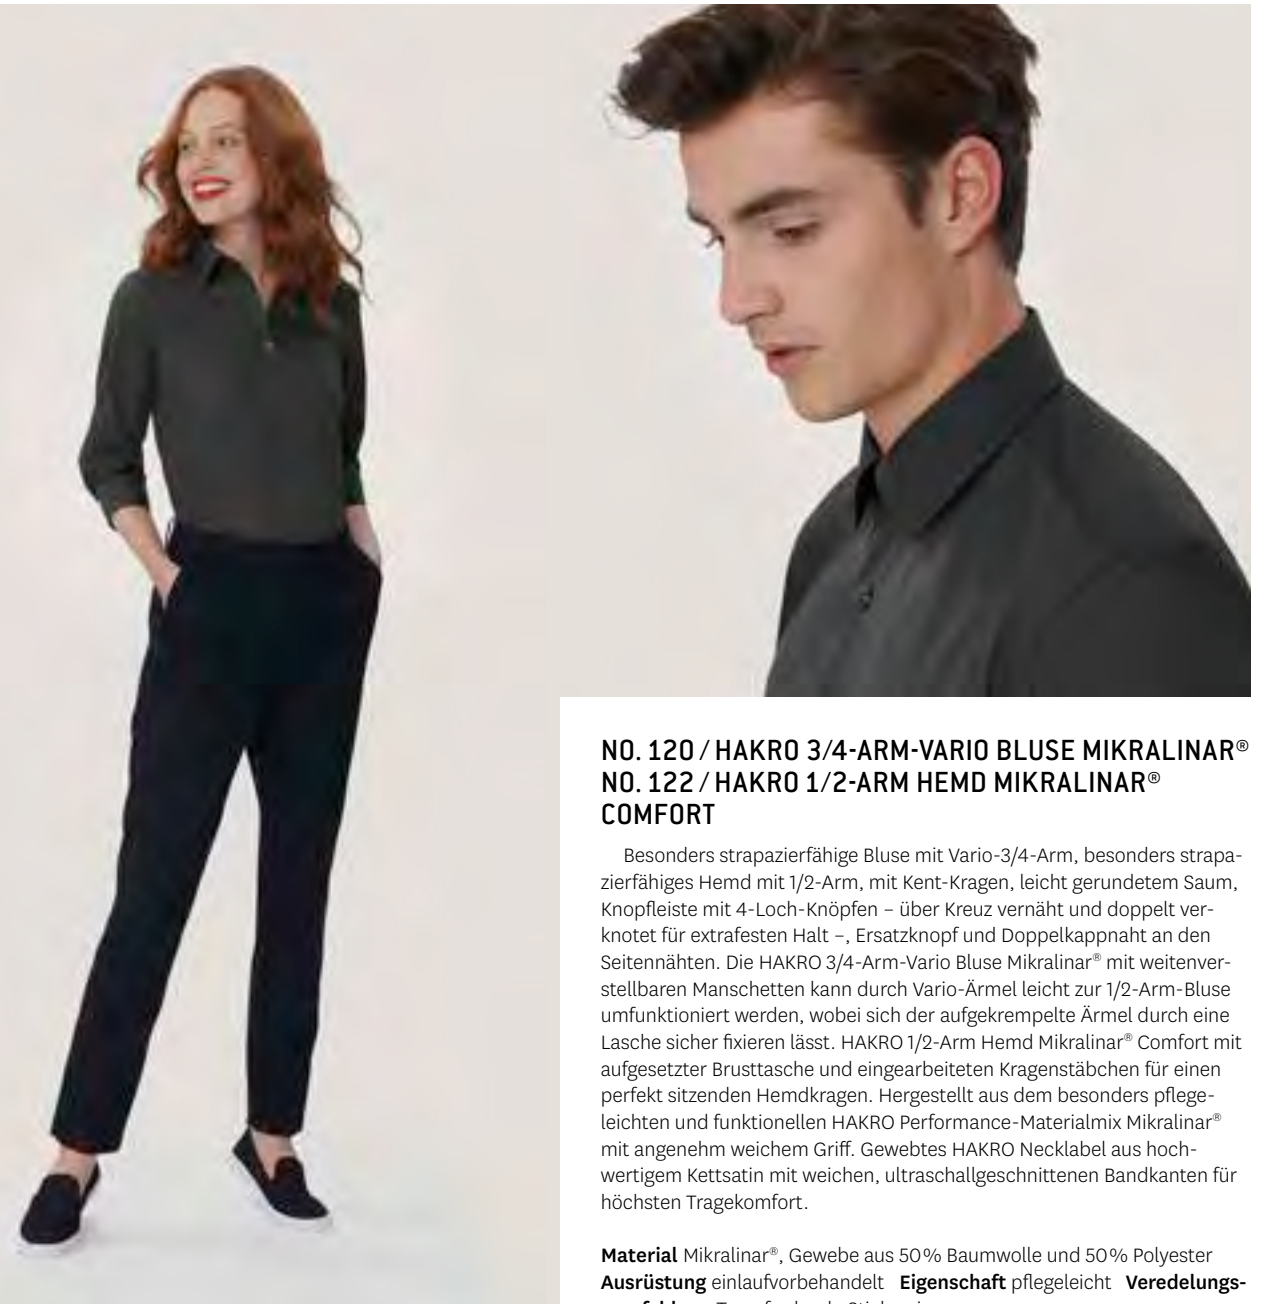 NO. 120 / HAKRO 3/4-ARM-VARIO BLUSE MIKRALINAR®
NO. 122 / HAKRO 1/2-ARM HEMD MIKRALINAR®
COMFORT
Besonders strapazierfähige Bluse mit Vario-3/4-Arm, besonders strapa-
zierfähiges Hemd mit 1/2-Arm, mit Kent-Kragen, leicht gerundetem Saum,
Knopfleiste mit 4-Loch-Knöpfen – über Kreuz vernäht und doppelt ver-
knotet für extrafesten Halt –, Ersatzknopf und Doppelkappnaht an den
Seitennähten. Die HAKRO 3/4-Arm-Vario Bluse Mikralinar® mit weitenver-
stellbaren Manschetten kann durch Vario-Ärmel leicht zur 1/2-Arm-Bluse
umfunktioniert werden, wobei sich der aufgekrempelte Ärmel durch eine
Lasche sicher fixieren lässt. HAKRO 1/2-Arm Hemd Mikralinar® Comfort mit
aufgesetzter Brusttasche und eingearbeiteten Kragenstäbchen für einen
perfekt sitzenden Hemdkragen. Hergestellt aus dem besonders pflege-
leichten und funktionellen HAKRO Performance-Materialmix Mikralinar®
mit angenehm weichem Griff. Gewebtes HAKRO Necklabel aus hoch-
wertigem Kettsatin mit weichen, ultraschallgeschnittenen Bandkanten für
höchsten Tragekomfort.
Material Mikralinar®, Gewebe aus 50% Baumwolle und 50% Polyester
Ausrüstung einlaufvorbehandelt Eigenschaft pflegeleicht Veredelungs-